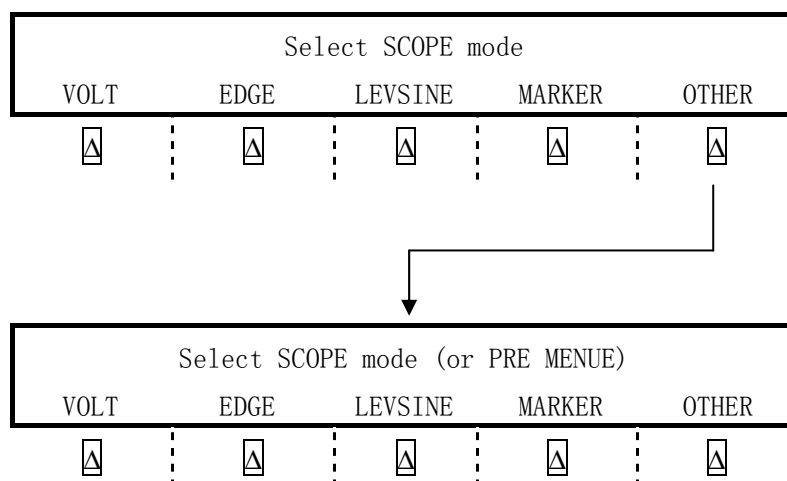 Select SCOPE mode
VOLT EDGE LEVSINE MARKER OTHER
Δ Δ Δ Δ Δ
Select SCOPE mode (or PRE MENUE)
VOLT EDGE LEVSINE MARKER OTHER
Δ Δ Δ Δ Δ